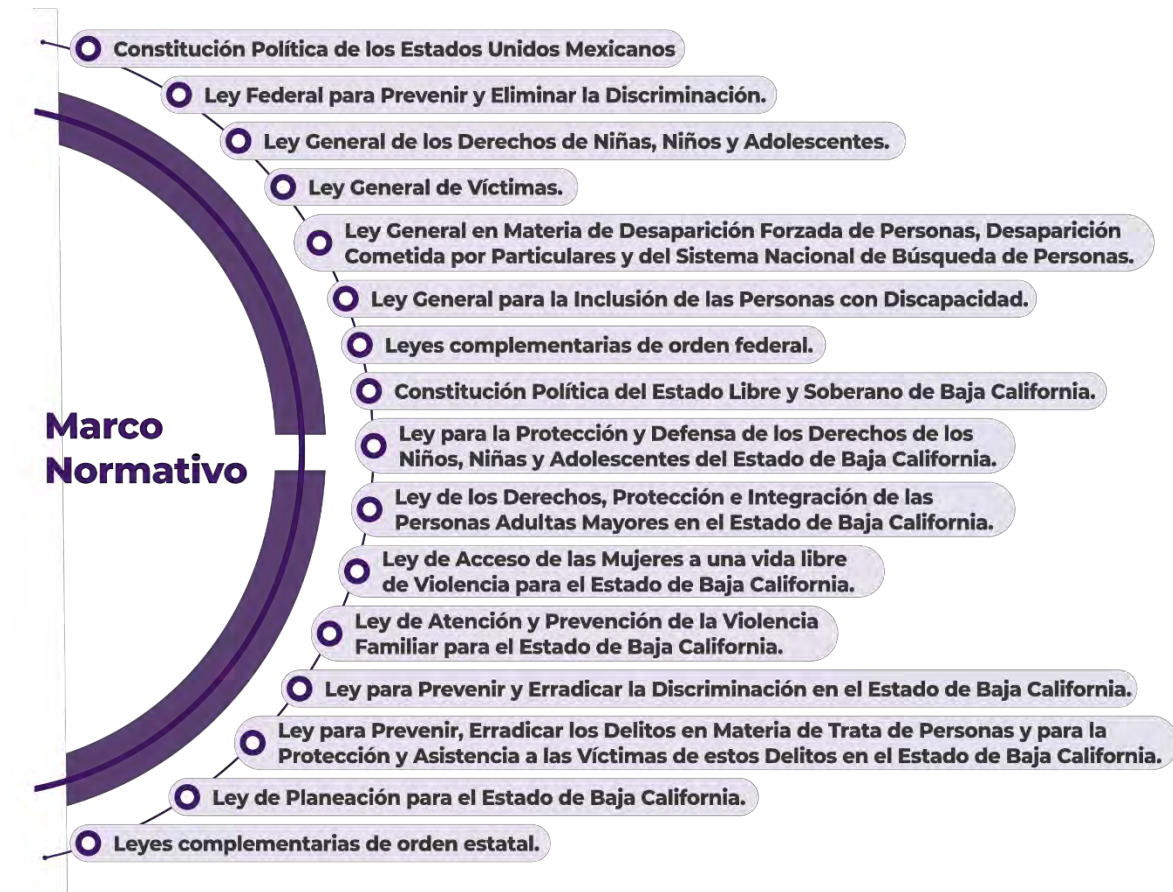 Constitución Política de los Estados Unidos Mexicanos
Ley Federal para Prevenir y Eliminar la Discriminación.
Ley General de los Derechos de Niñas, Niños y Adolescentes.
Ley General de Víctimas.
Ley General en Materia de Desaparición Forzada de Personas, Desaparición
Cometida por Particulares y del Sistema Nacional de Búsqueda de Personas.
Ley General para la Inclusión de las Personas con Discapacidad.
Leyes complementarias de orden federal.
Constitución Política del Estado Libre y Soberano de Baja California.
Marco
Normativo
Ley para la Protección y Defensa de los Derechos de los
Niños, Niñas y Adolescentes del Estado de Baja California.
Ley de los Derechos, Protección e Integración de las
Personas Adultas Mayores en el Estado de Baja California.
Ley de Acceso de las Mujeres a una vida libre
de Violencia para el Estado de Baja California.
Ley de Atención y Prevención de la Violencia
Familiar para el Estado de Baja California.
Ley para Prevenir y Erradicar la Discriminación en el Estado de Baja California.
Ley para Prevenir, Erradicar los Delitos en Materia de Trata de Personas y para la
Protección y Asistencia a las Víctimas de estos Delitos en el Estado de Baja California.
Ley de Planeación para el Estado de Baja California.
Leyes complementarias de orden estatal.